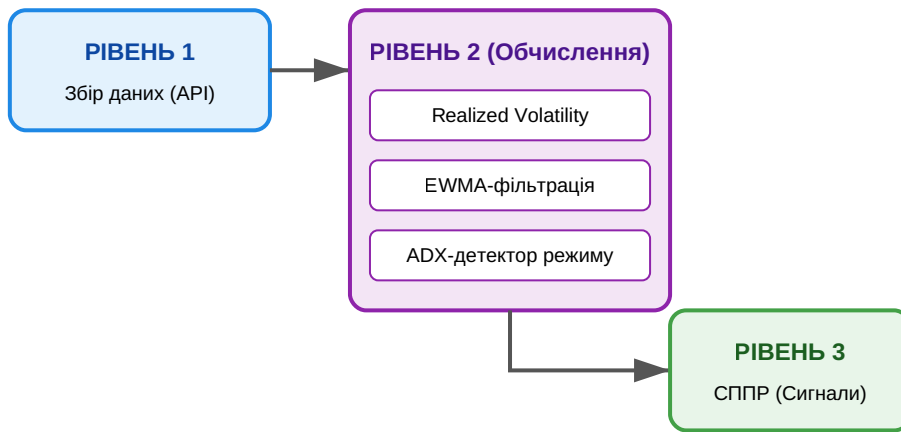 РІВЕНЬ 1
Збір даних (API)
РІВЕНЬ 2 (Обчислення)
Realized Volatility
EWMA-фільтрація
ADX-детектор режиму
РІВЕНЬ 3
СППР (Сигнали)